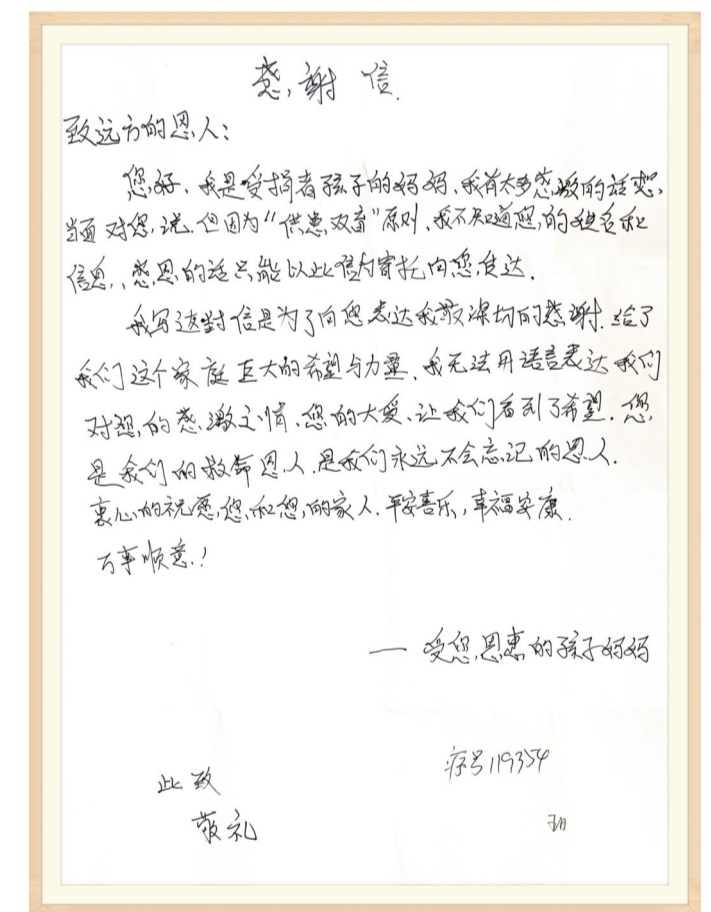 感谢信
致远方的恩人：
您好、我是受捐者孩子的妈妈、我有太多感激的话想、
当面对您说.但因为“供患双盲”原则、我不知道您的姓名和
信息、感恩的话只能以此信为寄托向您表达.
我写这封信是为了向您表达我最深切的感谢.给了
我们这个家庭巨大的希望与力量、我无法用语言表达我们
对您的感激之情、您的大爱、让我们看到了希望.您
是我们的救命恩人.是我们永远不会忘记的恩人.
衷心的祝愿您和您的家人.平安喜乐,幸福安康.
万事顺意!
— 受您恩惠的孩子妈妈
序号119354
此致
敬礼